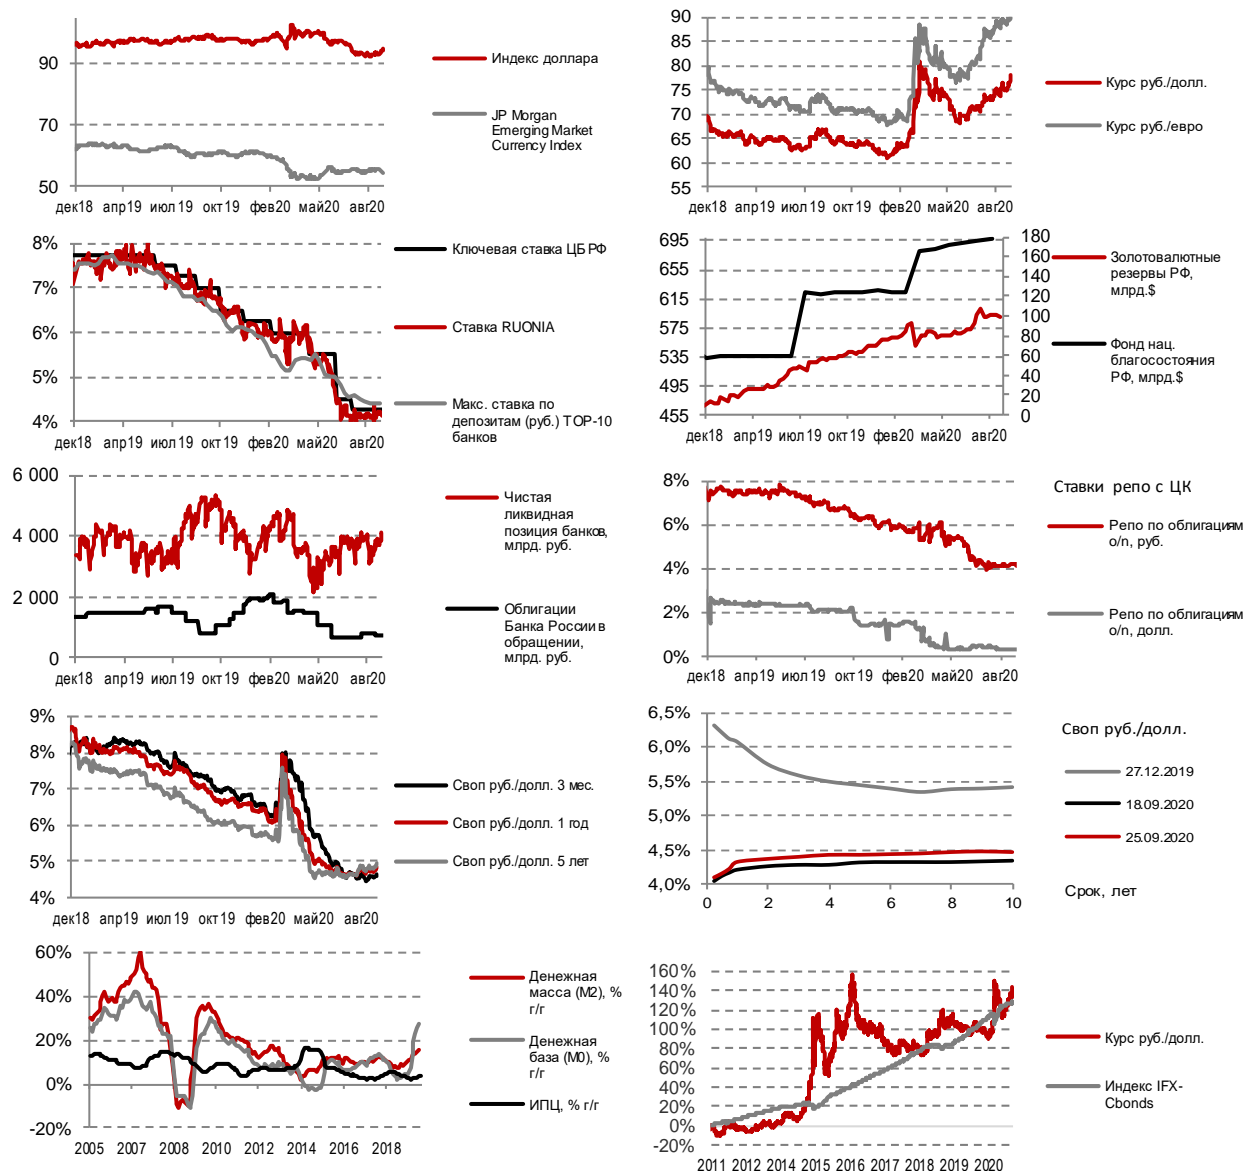 90
70
50
дек18 апр19 июл19 окт19 фев20 май20 авг20
Индекс доллара
JP Morgan
Emerging Market
Currency Index
90
85
80
75
70
65
60
55
дек18 апр19 июл19 окт19 фев20 май20 авг20
Курс руб./долл.
Курс руб./евро
8%
7%
6%
5%
4%
дек18 апр19 июл19 окт19 фев20 май20 авг20
Ключевая ставка ЦБ РФ
Ставка RUONIA
Макс. ставка по
депозитам (руб.) TOP-10
банков
695
655
615
575
535
495
455
180
160
140
120
100
80
60
40
20
0
дек18 апр19 июл19 окт19 фев20 май20 авг20
Золотовалютные
резервы РФ,
млрд.$
Фонд нац.
благосостояния
РФ, млрд.$
6 000
4 000
2 000
0
дек18 апр19 июл19 окт19 фев20 май20 авг20
Чистая
ликвидная
позиция банков,
млрд. руб.
Облигации
Банка России в
обращении,
млрд. руб.
8%
6%
4%
2%
0%
дек18 апр19 июл19 окт19 фев20 май20 авг20
Ставки репо с ЦК
Репо по облигациям
o/n, руб.
Репо по облигациям
o/n, долл.
9%
8%
7%
6%
5%
4%
дек18 апр19 июл19 окт19 фев20 май20 авг20
Своп руб./долл. 3 мес.
Своп руб./долл. 1 год
Своп руб./долл. 5 лет
6,5%
6,0%
5,5%
5,0%
4,5%
4,0%
0 2 4 6 8 10
Своп руб./долл.
27.12.2019
18.09.2020
25.09.2020
Срок, лет
60%
40%
20%
0%
-20%
2005 2007 2008 2010 2012 2014 2016 2018
Денежная
масса (М2), %
г/г
Денежная
база (М0), %
г/г
ИПЦ, % г/г
160%
140%
120%
100%
80%
60%
40%
20%
0%
-20%
2011 2012 2014 2015 2016 2017 2018 2019 2020
Курс руб./долл.
Индекс IFX-
Cbonds